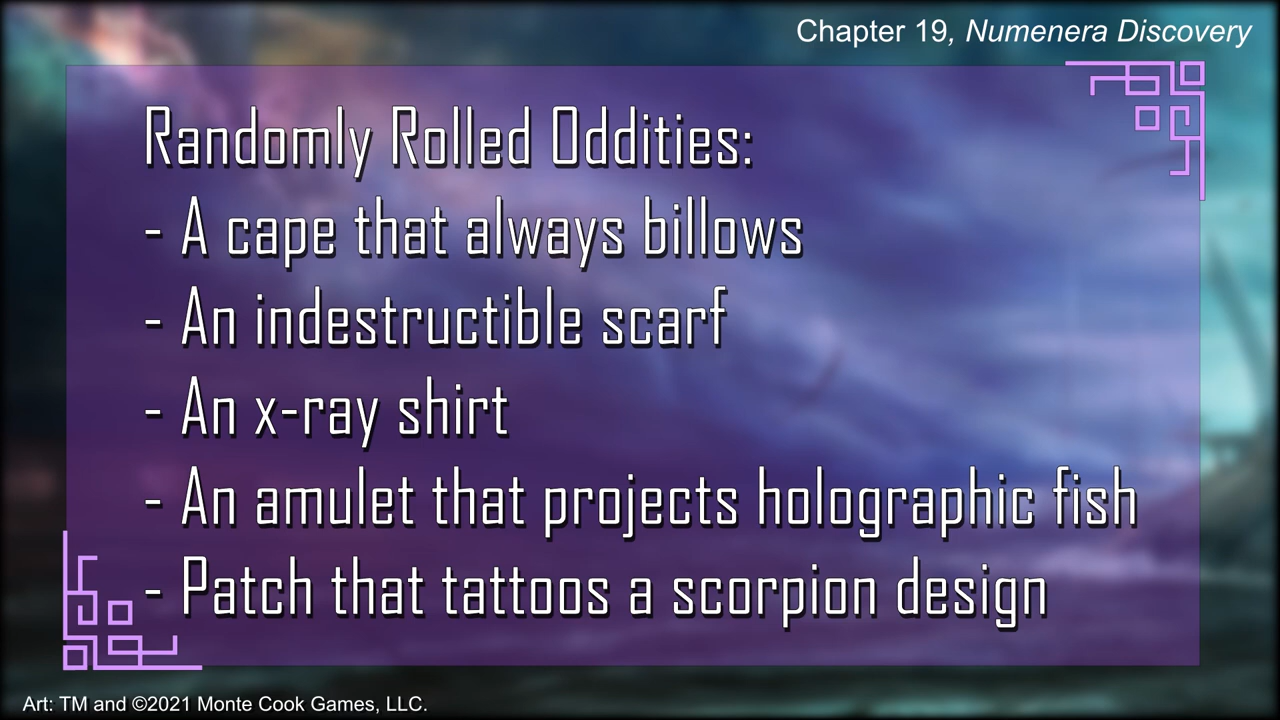 Chapter 19, Numenera Discovery
Randomly Rolled Oddities:
- A cape that always billows
- An indestructible scarf
- An x-ray shirt
- An amulet that projects holographic fish
- Patch that tattoos a scorpion design
Art: TM and ©2021 Monte Cook Games, LLC.